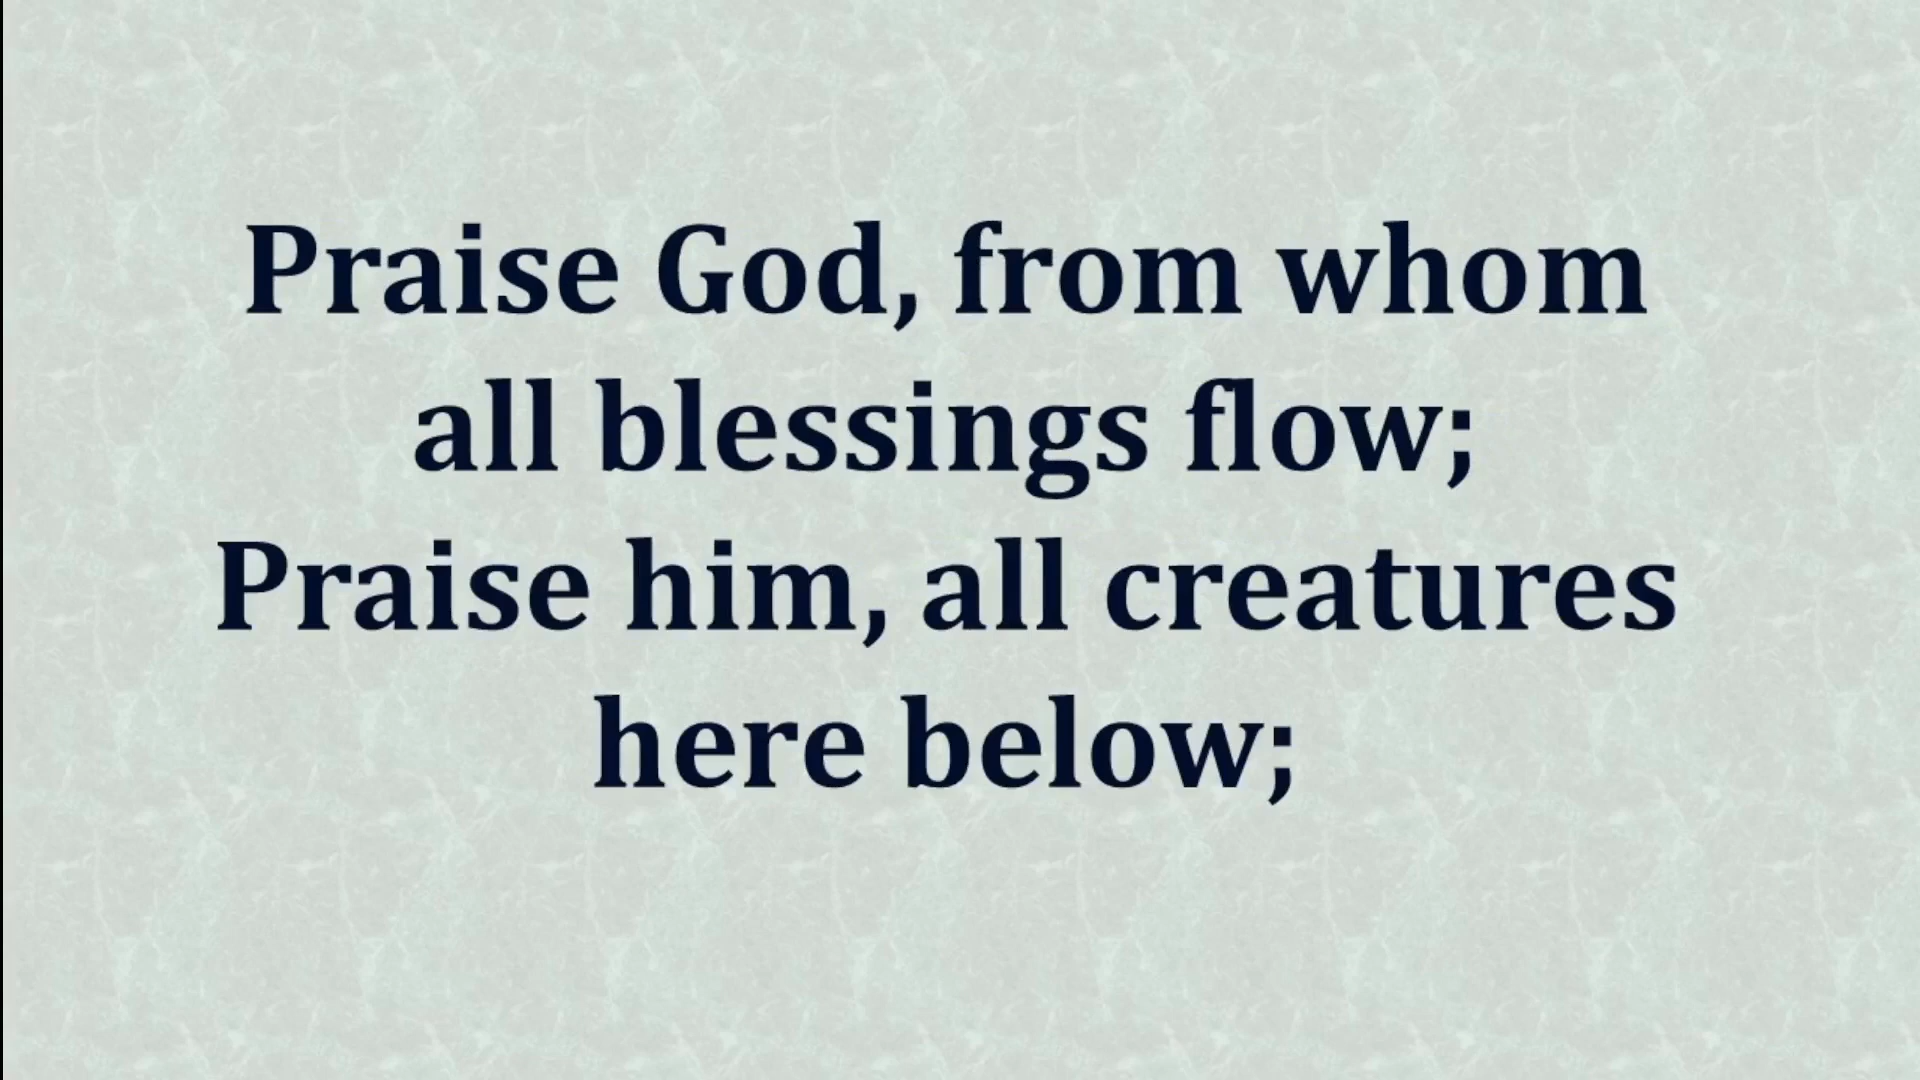 Praise God, from whom
all blessings flow;
Praise him, all creatures
here below;